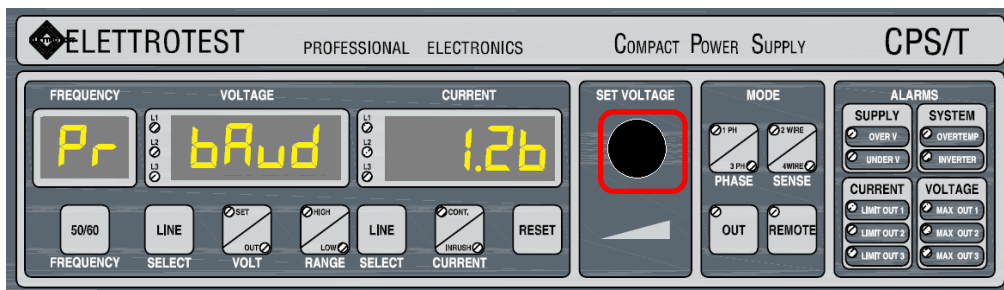 ELETTROTEST PROFESSIONAL ELECTRONICS COMPACT POWER SUPPLY CPS/T
FREQUENCY VOLTAGE CURRENT
L1
L2
L3
L1
L2
L3
Pr bAud 1.2b
50/60
FREQUENCY
LINE
SELECT
SET
OUT
VOLT
HIGH
LOW
RANGE
LINE
SELECT
CONT.
INRUSH
CURRENT
RESET
SET VOLTAGE
MODE
1 PH
3 PH
PHASE
2 WIRE
4WIRE
SENSE
OUT
REMOTE
ALARMS
SUPPLY
OVER V
UNDER V
SYSTEM
OVERTEMP
INVERTER
CURRENT
LIMIT OUT 1
LIMIT OUT 2
LIMIT OUT 3
VOLTAGE
MAX OUT 1
MAX OUT 2
MAX OUT 3